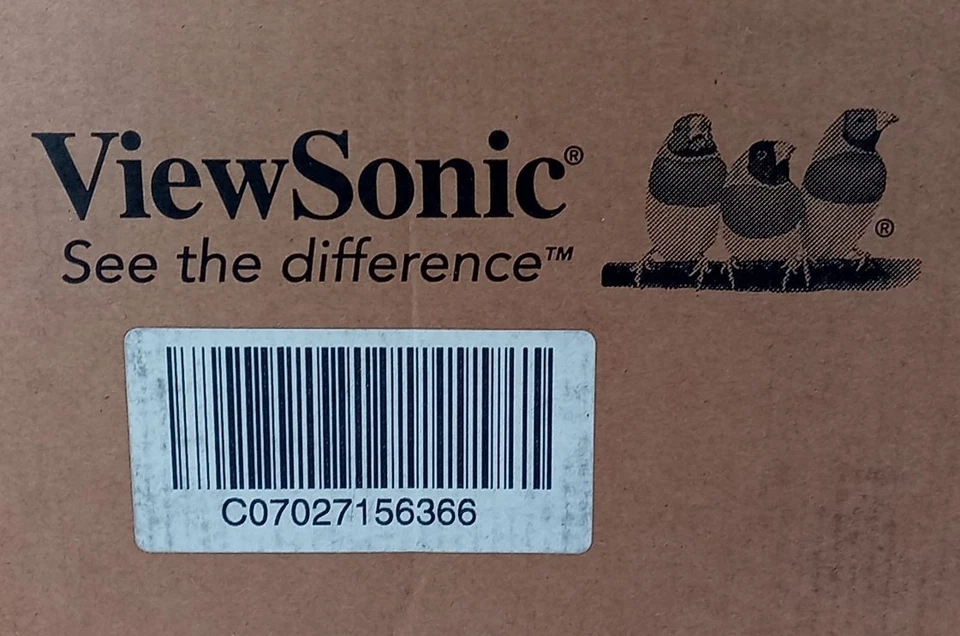 ViewSonic®
See the difference™
®
C07027156366